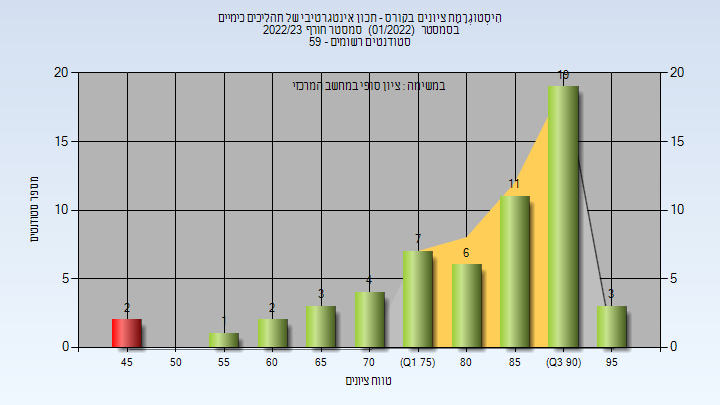 היסטוגרמת ציונים בקורס - תכון אינטגרטיבי של תהליכים כימיים
בסמסטר (01/2022) סמסטר חורף 2022/23
סטודנטים רשומים - 59
במשימה : ציון סופי במחשב המרכזי
מספר סטודנטים
20 20
15 15
10 10
5 5
0 0
2 1 2 3 4 7 6 11 19 3
45 50 55 60 65 70 (Q1 75) 80 85 (Q3 90) 95
טווח ציונים